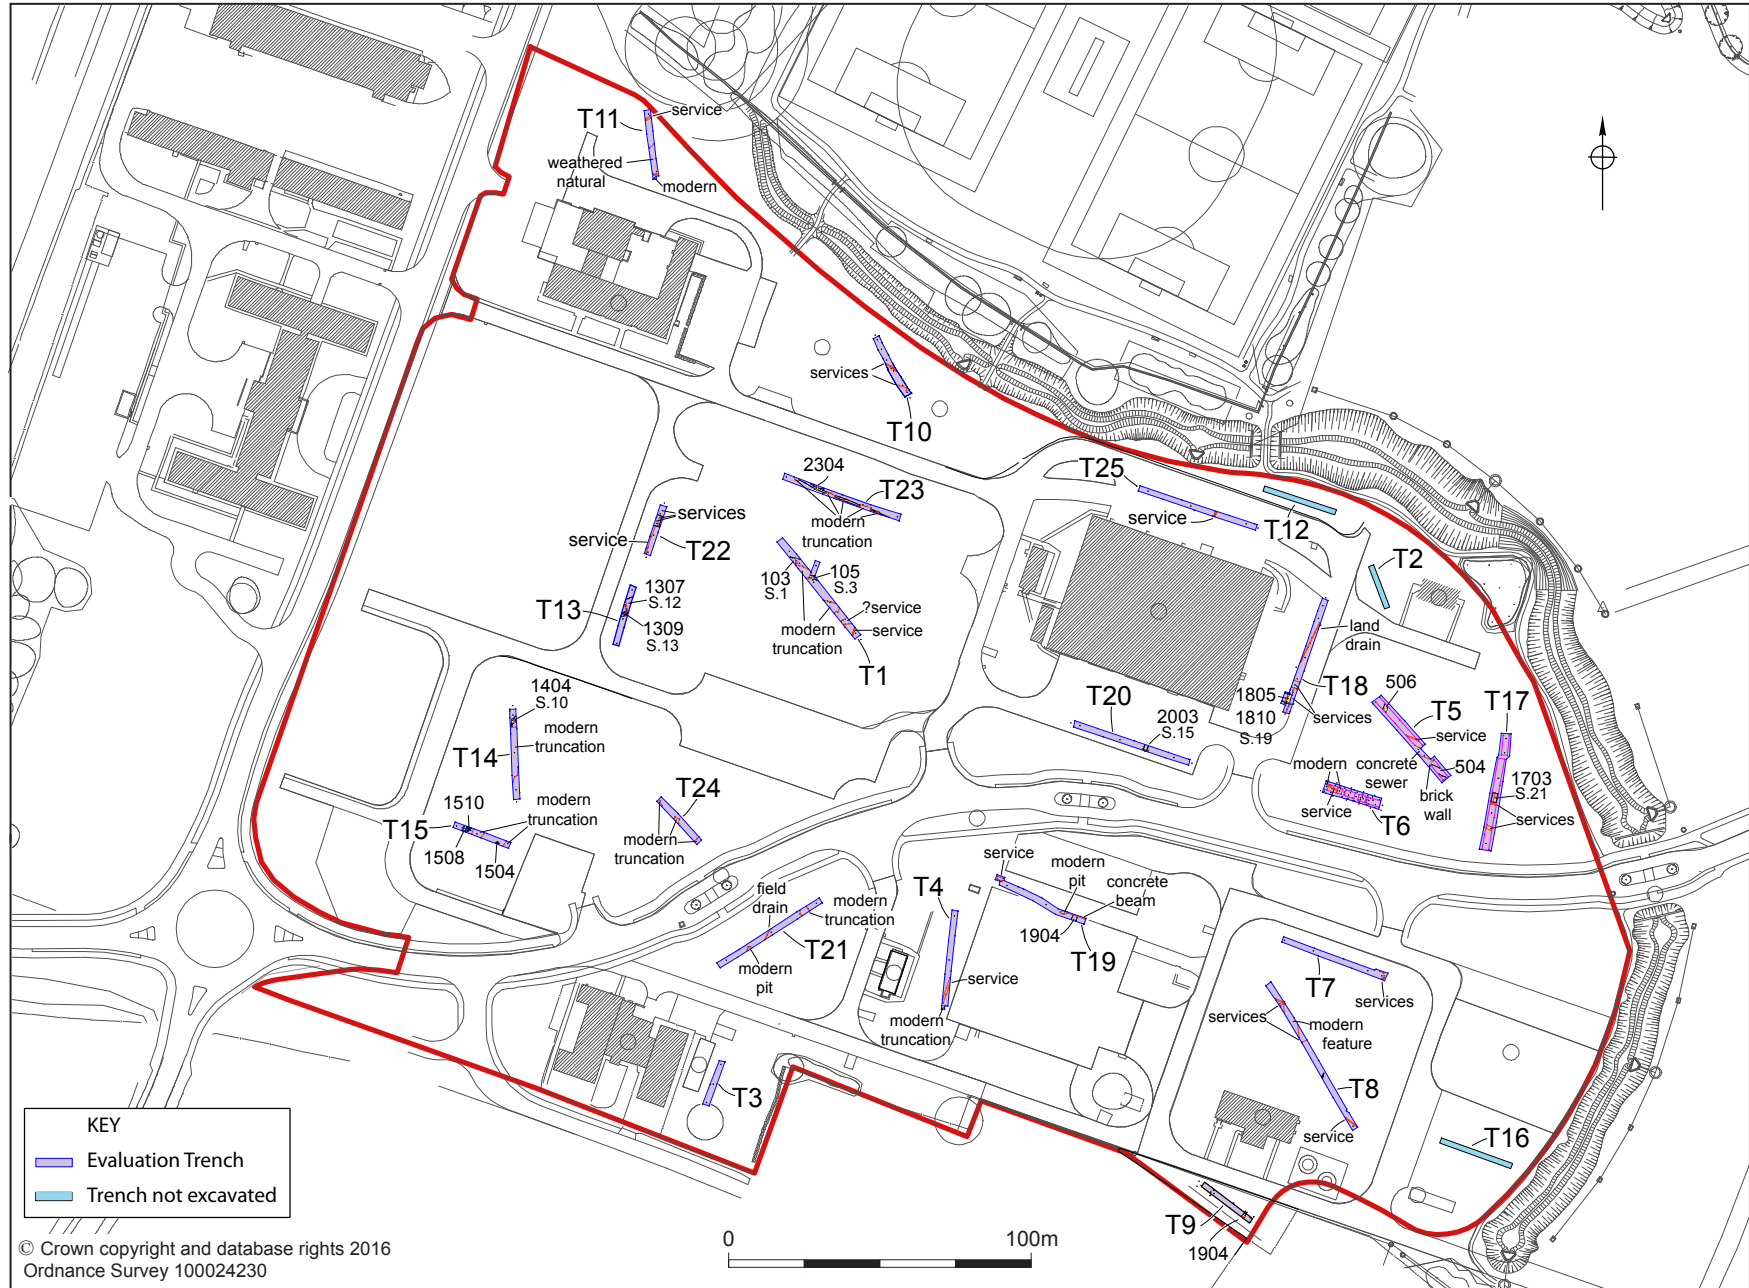 service
T11
weathered
natural
modern
services
T10
2304
T23
modern
truncation
T25
service
T12
T2
services
service
T22
103
S.1
105
S.3
?service
service
modern
truncation
T1
1307
S.12
T13
1309
S.13
land
drain
T18
1805
1810
S.19
services
T20
2003
S.15
506
T5
service
T17
504
concrete
sewer
brick
wall
modern
service
T6
1703
S.21
services
1404
S.10
modern
truncation
T14
T24
modern
truncation
1510
modern
truncation
T15
1508
1504
field
drain
modern
truncation
T21
modern
pit
T4
service
modern
truncation
service
modern
pit
concrete
beam
1904
T19
T7
services
services
modern
feature
T8
service
T3
T16
T9
1904
KEY
Evaluation Trench
Trench not excavated
0
100m
© Crown copyright and database rights 2016
Ordnance Survey 100024230